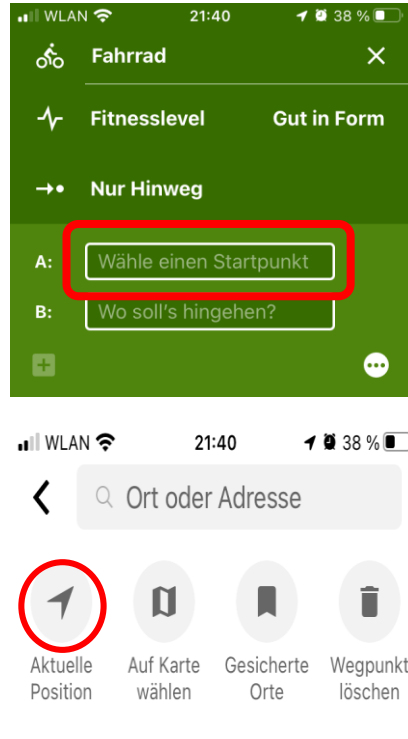 WLAN 21:40 38 %
Fahrrad
Fitnesslevel Gut in Form
Nur Hinweg
A: Wähle einen Startpunkt
B: Wo soll's hingehen?
WLAN 21:40 38 %
Ort oder Adresse
Aktuelle Position
Auf Karte wählen
Gesicherte Orte
Wegpunkt löschen